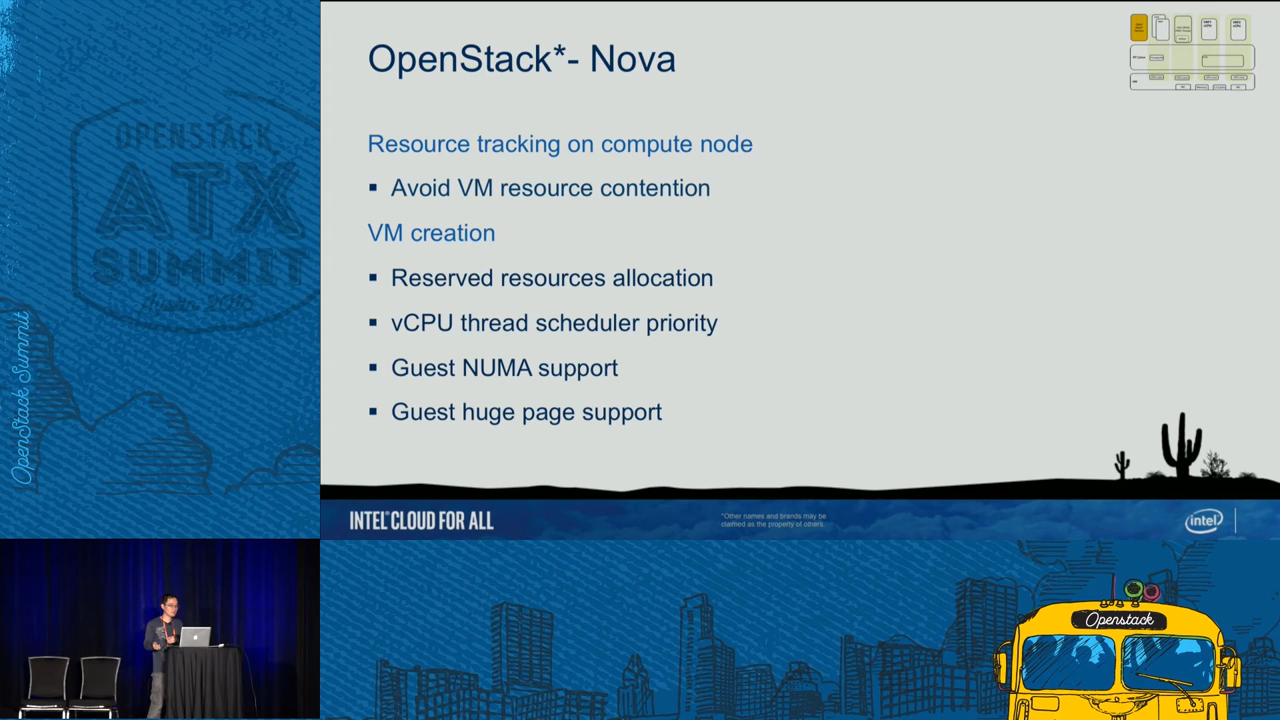 OpenStack*- Nova
Resource tracking on compute node
▪ Avoid VM resource contention
VM creation
▪ Reserved resources allocation
▪ vCPU thread scheduler priority
▪ Guest NUMA support
▪ Guest huge page support
INTEL® CLOUD FOR ALL
*Other names and brands may be
claimed as the property of others.
intel
OPENSTACK
ATX
SUMMIT
Austin 2016
OpenStack Summit
Openstack